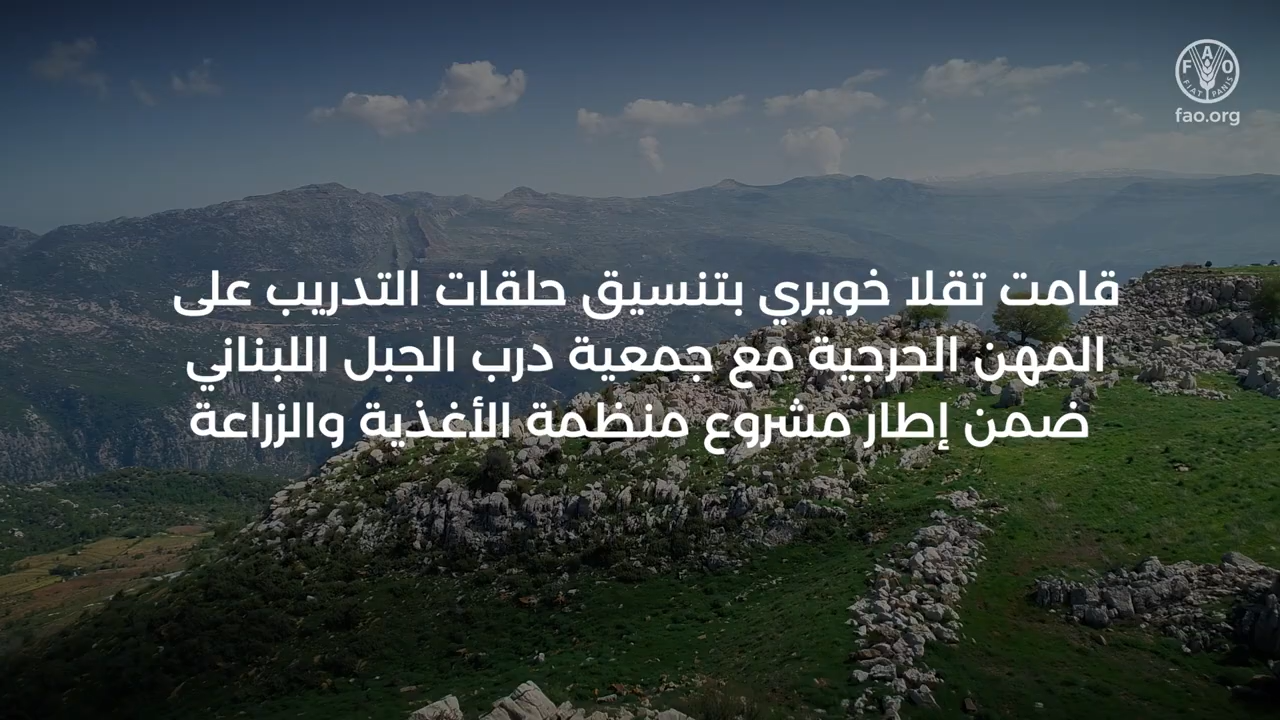 F A O
FIAT PANIS
fao.org
قامت تقلا خويري بتنسيق حلقات التدريب على
المهن الحرجية مع جمعية درب الجبل اللبناني
ضمن إطار مشروع منظمة الأغذية والزراعة